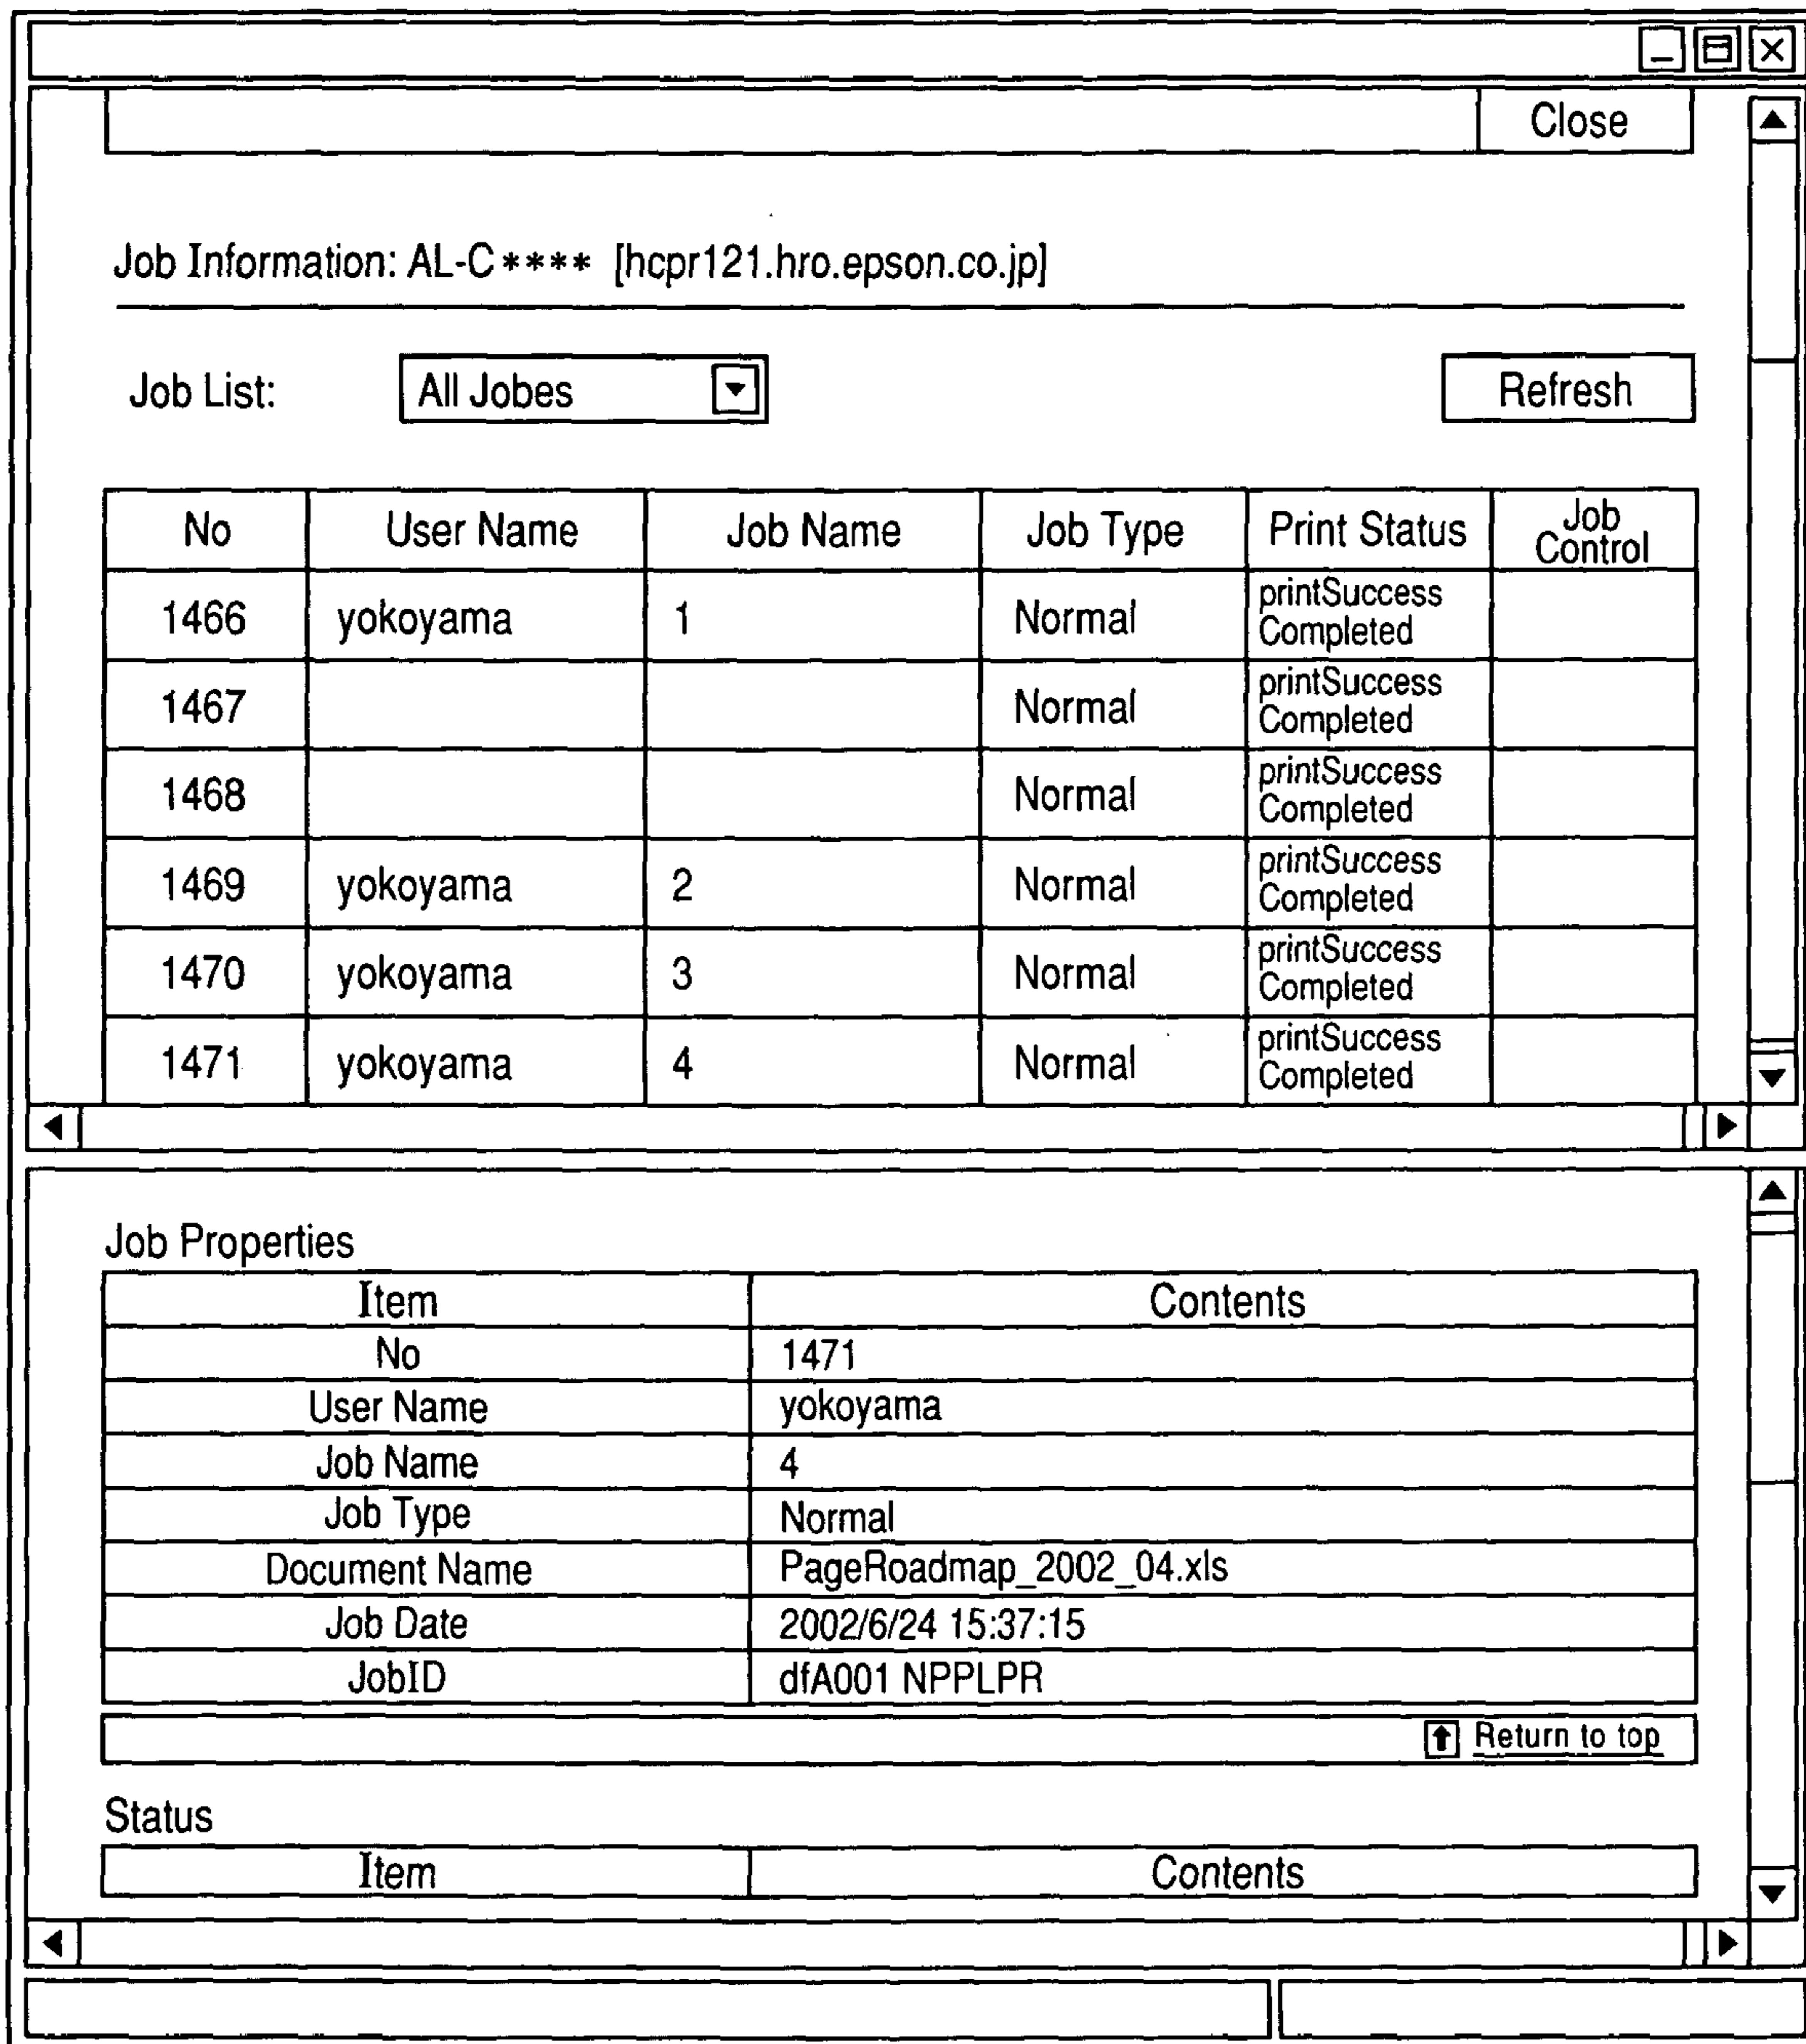 Close
Job Information: AL-C**** [hcpr121.hro.epson.co.jp]
Job List: All Jobes Refresh
No User Name Job Name Job Type Print Status Job Control
1466 yokoyama 1 Normal printSuccess Completed
1467 Normal printSuccess Completed
1468 Normal printSuccess Completed
1469 yokoyama 2 Normal printSuccess Completed
1470 yokoyama 3 Normal printSuccess Completed
1471 yokoyama 4 Normal printSuccess Completed
Job Properties
Item Contents
No 1471
User Name yokoyama
Job Name 4
Job Type Normal
Document Name PageRoadmap_2002_04.xls
Job Date 2002/6/24 15:37:15
JobID dfA001 NPPLPR
Return to top
Status
Item Contents